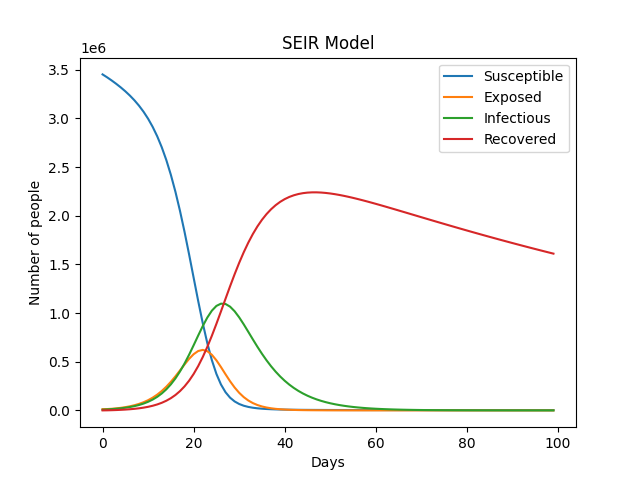 SEIR Model
1e6
3.5
3.0
2.5
2.0
1.5
1.0
0.5
0.0
Number of people
Susceptible
Exposed
Infectious
Recovered
0 20 40 60 80 100
Days